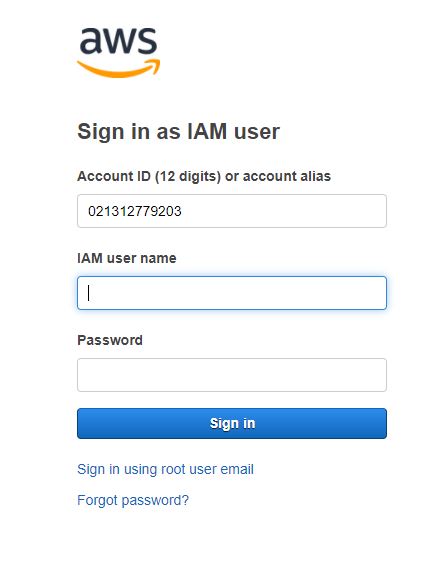 aws
Sign in as IAM user
Account ID (12 digits) or account alias
021312779203
IAM user name
Password
Sign in
Sign in using root user email
Forgot password?